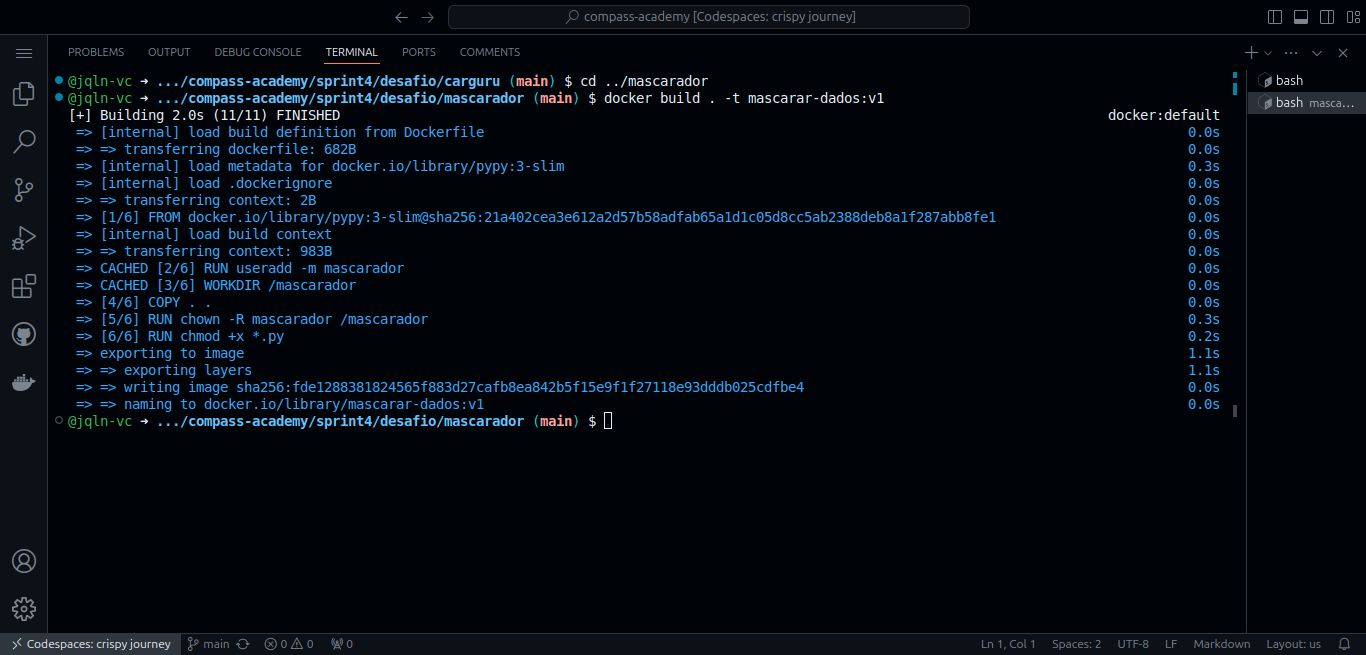 compass-academy [Codespaces: crispy journey]
PROBLEMS OUTPUT DEBUG CONSOLE TERMINAL PORTS COMMENTS
@jqln-vc ➜ .../compass-academy/sprint4/desafio/carguru (main) $ cd ../mascarador
@jqln-vc ➜ .../compass-academy/sprint4/desafio/mascarador (main) $ docker build . -t mascarar-dados:v1
[+] Building 2.0s (11/11) FINISHED docker:default
=> [internal] load build definition from Dockerfile 0.0s
=> => transferring dockerfile: 682B 0.0s
=> [internal] load metadata for docker.io/library/pypy:3-slim 0.3s
=> [internal] load .dockerignore 0.0s
=> => transferring context: 2B 0.0s
=> [1/6] FROM docker.io/library/pypy:3-slim@sha256:21a402cea3e612a2d57b58adfab65a1d1c05d8cc5ab2388deb8a1f287abb8fe1 0.0s
=> [internal] load build context 0.0s
=> => transferring context: 983B 0.0s
=> CACHED [2/6] RUN useradd -m mascarador 0.0s
=> CACHED [3/6] WORKDIR /mascarador 0.0s
=> [4/6] COPY . . 0.0s
=> [5/6] RUN chown -R mascarador /mascarador 0.3s
=> [6/6] RUN chmod +x *.py 0.2s
=> exporting to image 1.1s
=> => exporting layers 1.1s
=> => writing image sha256:fde1288381824565f883d27cafb8ea842b5f15e9f1f27118e93dddb025cdfbe4 0.0s
=> => naming to docker.io/library/mascarar-dados:v1 0.0s
@jqln-vc ➜ .../compass-academy/sprint4/desafio/mascarador (main) $
bash
bash masca...
Codespaces: crispy journey main 0 0 0 Ln 1, Col 1 Spaces: 2 UTF-8 LF Markdown Layout: us